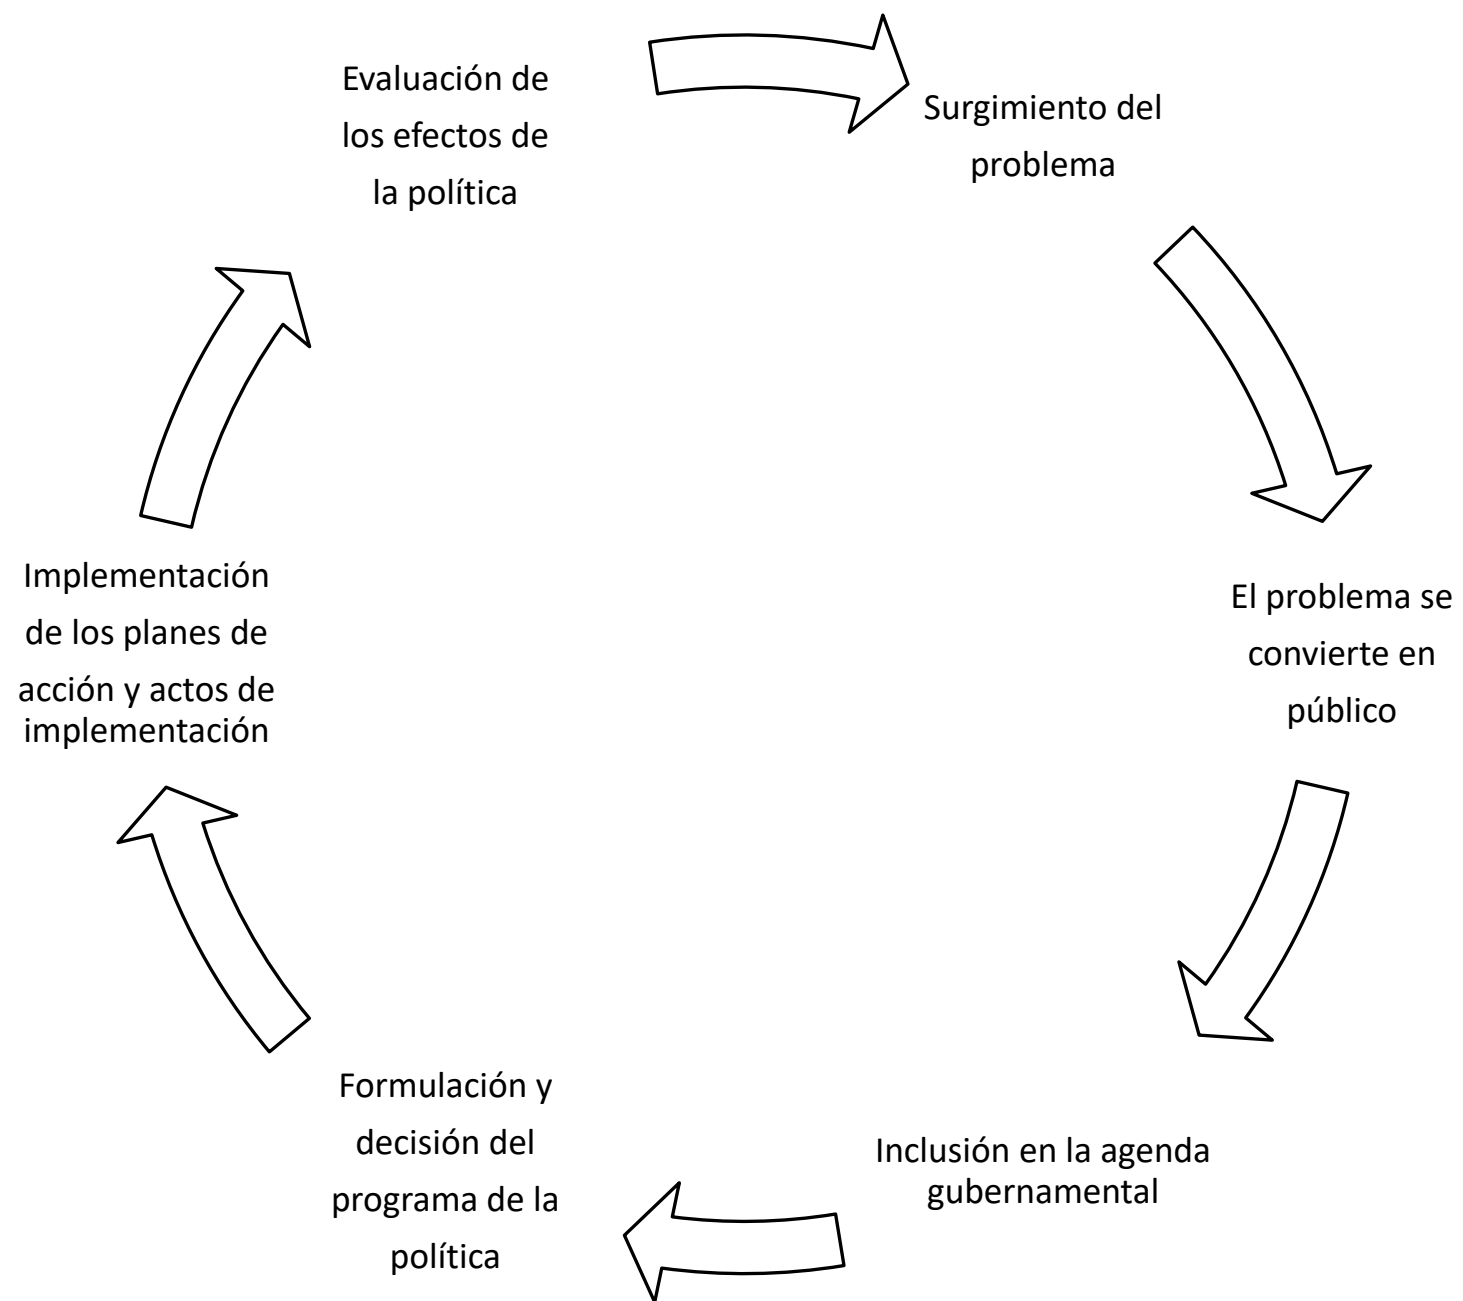 Evaluación de
los efectos de
la política
Surgimiento del
problema
El problema se
convierte en
público
Inclusión en la agenda
gubernamental
Formulación y
decisión del
programa de la
política
Implementación
de los planes de
acción y actos de
implementación